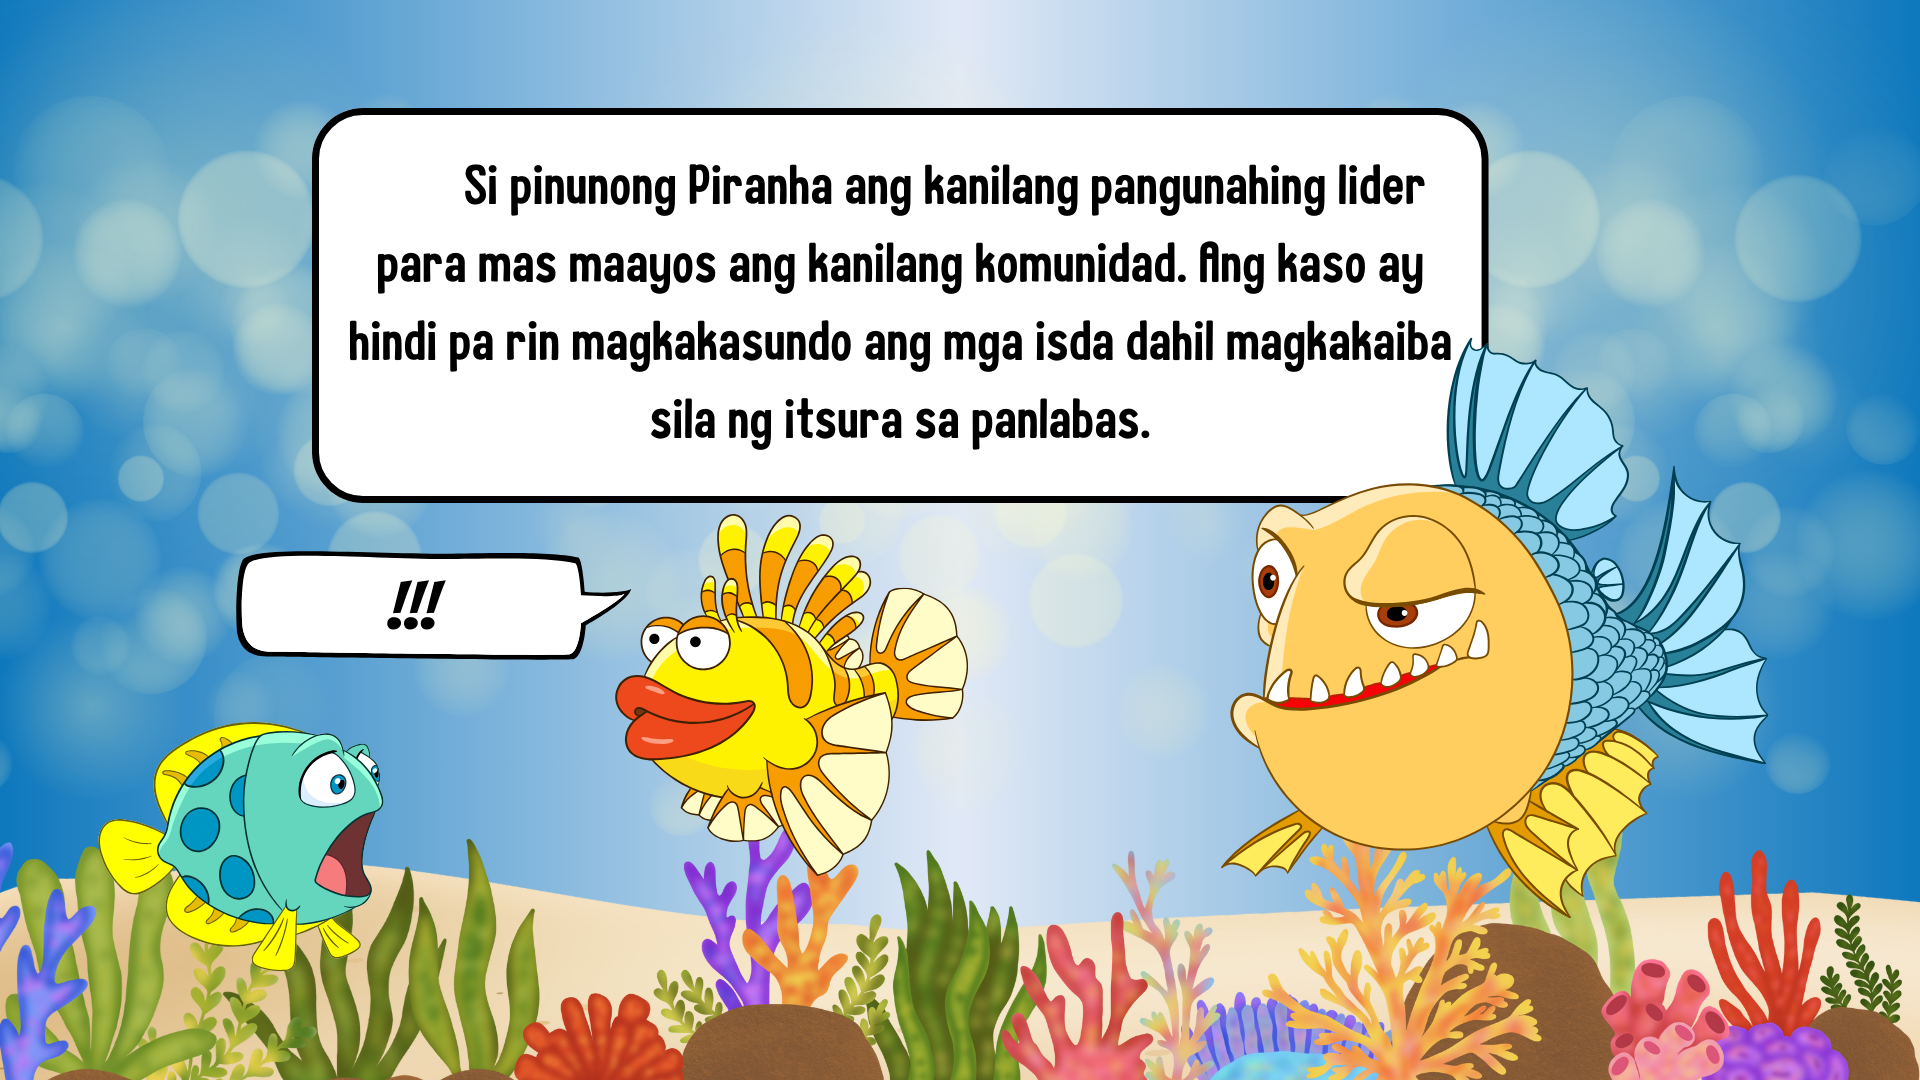 Si pinunong Piranha ang kanilang pangunahing lider
para mas maayos ang kanilang komunidad. Ang kaso ay
hindi pa rin magkakasundo ang mga isda dahil magkakaiba
sila ng itsura sa panlabas.
!!!